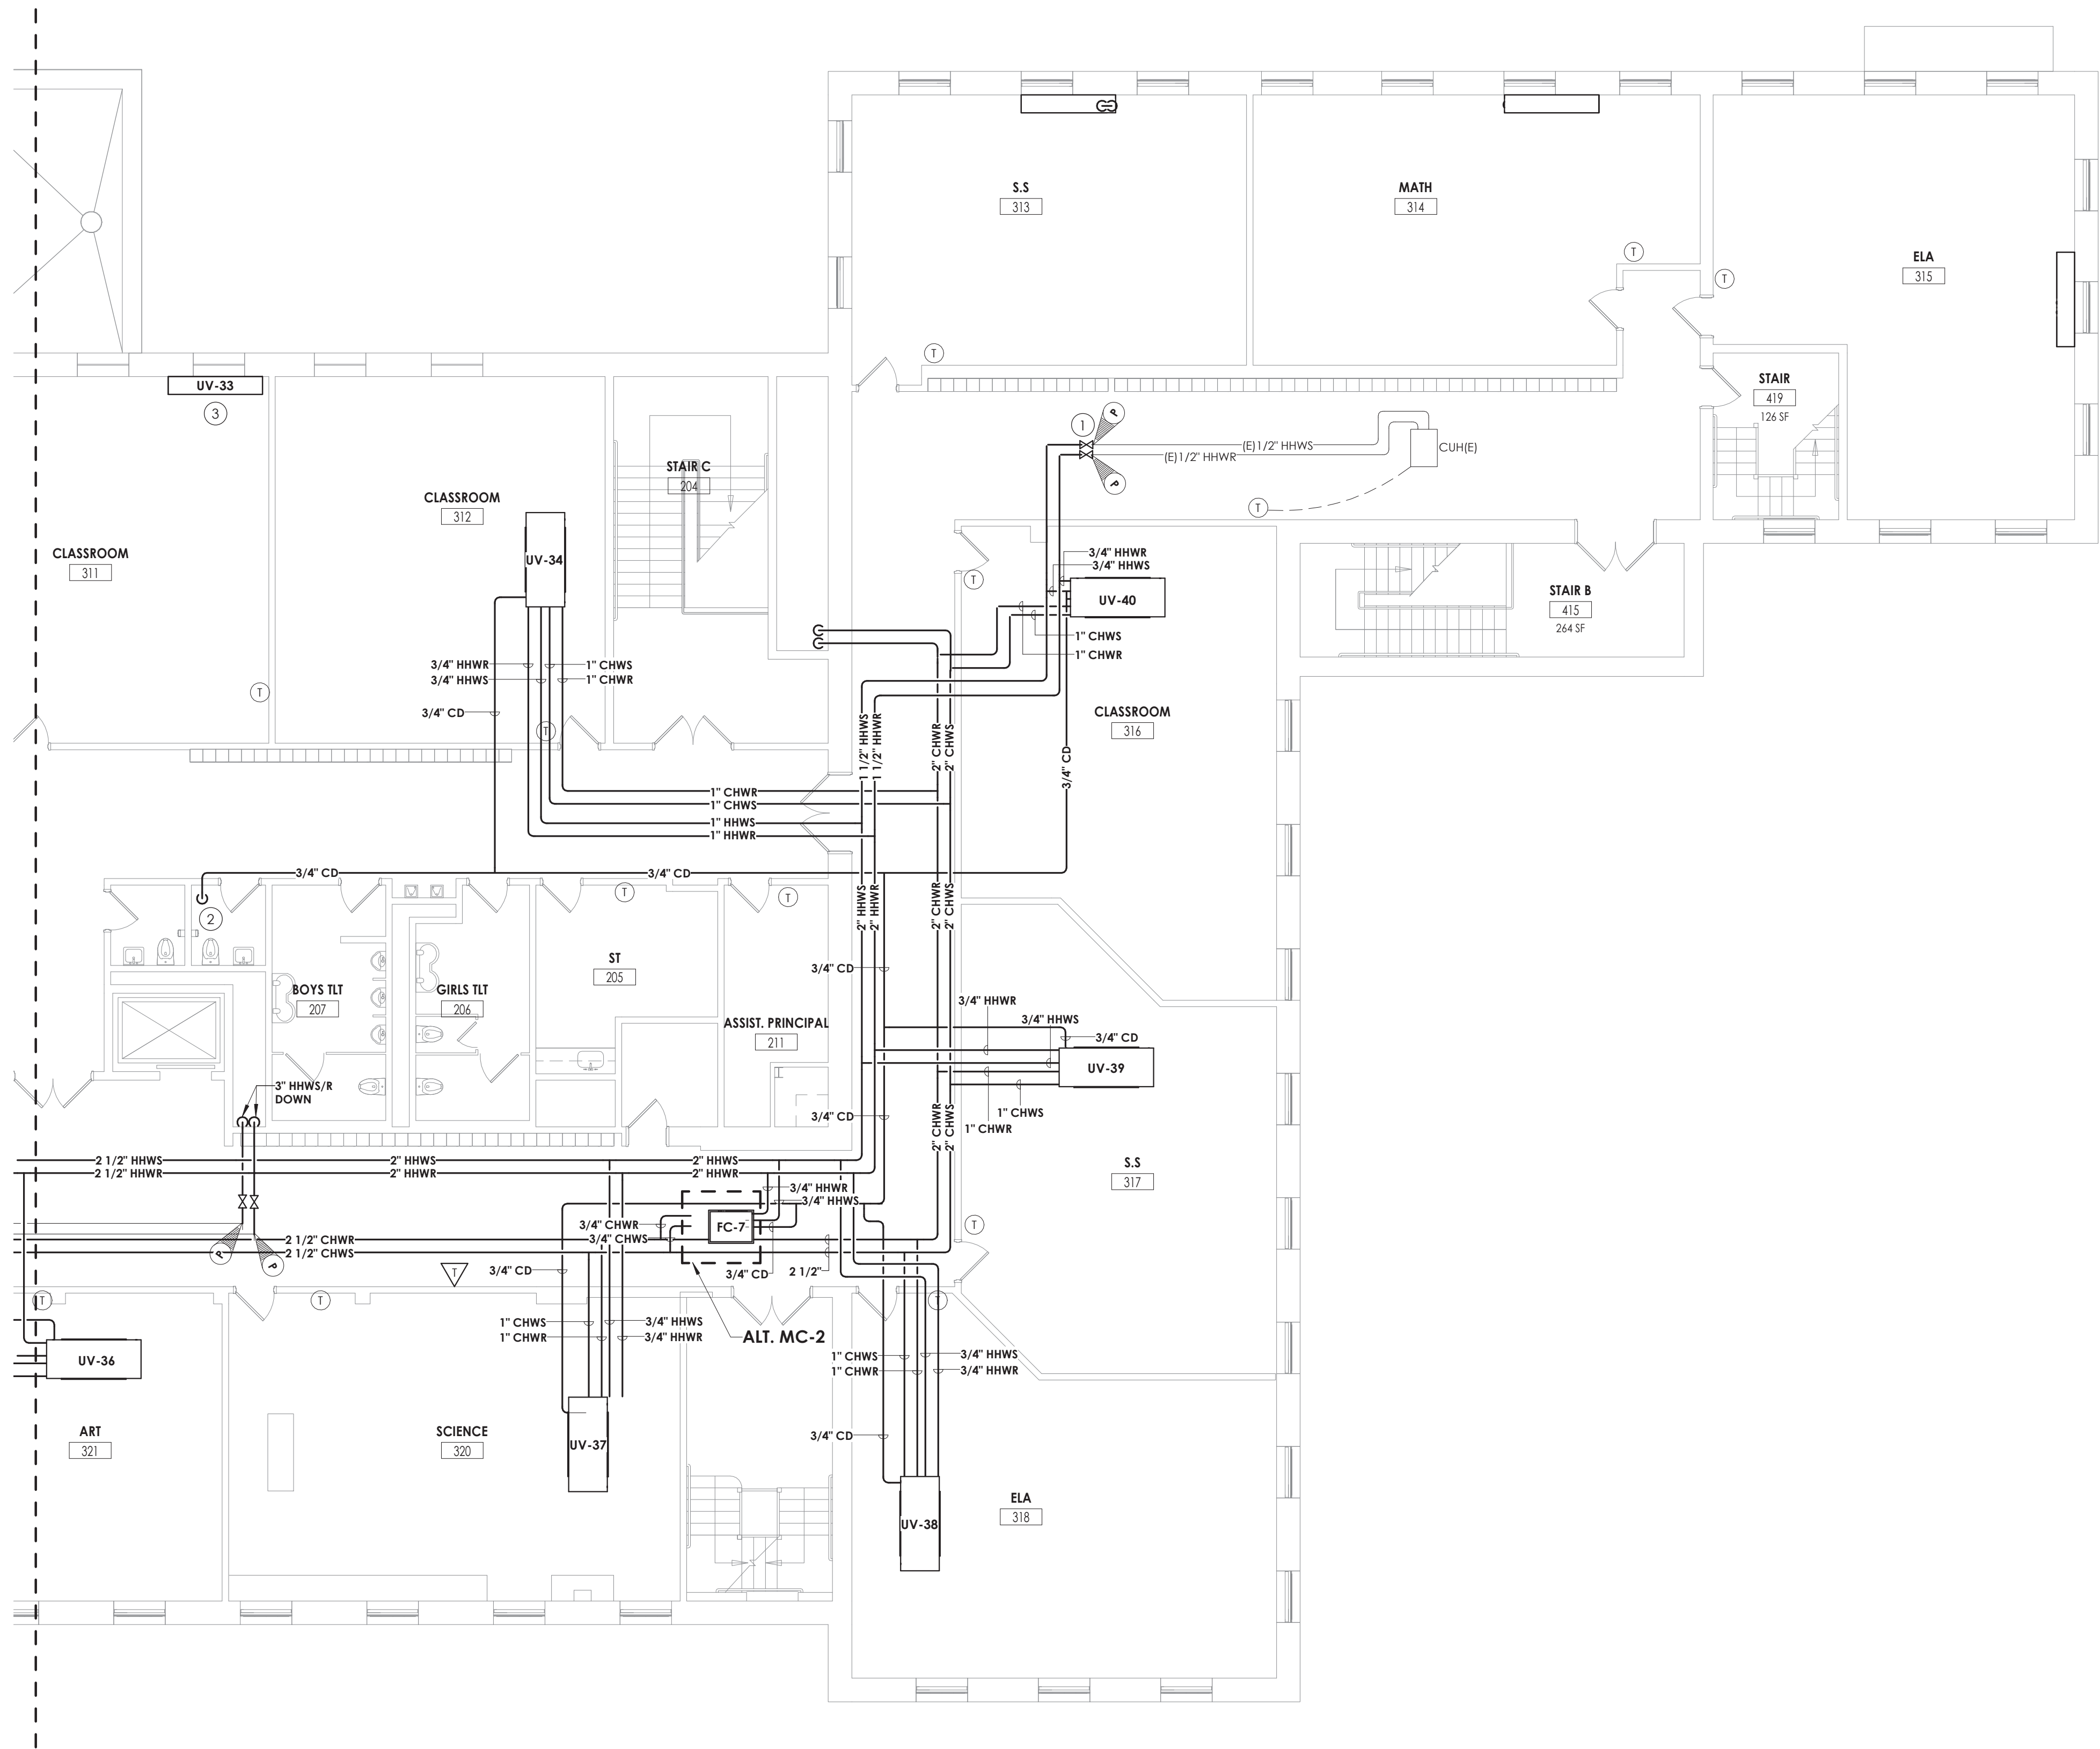 S.S
313
MATH
314
ELA
315
T
T
T
UV-33
3
STAIR
419
126 SF
P
1
(E)1/2" HHWS
(E)1/2" HHWR
CUH(E)
P
T
STAIR C
204
CLASSROOM
312
CLASSROOM
311
UV-34
3/4" HHWR
3/4" HHWS
T
UV-40
STAIR B
415
264 SF
1" CHWS
1" CHWR
3/4" HHWR
3/4" HHWS
1" CHWS
1" CHWR
T
3/4" CD
T
CLASSROOM
316
1 1/2" HHWS
1 1/2" HHWR
2" CHWR
2" CHWS
3/4" CD
1" CHWR
1" CHWS
1" HHWS
1" HHWR
3/4" CD
3/4" CD
T
T
2
2" HHWS
2" HHWR
2" CHWR
2" CHWS
ST
205
3/4" CD
BOYS TLT
207
GIRLS TLT
206
3/4" HHWR
3/4" HHWS
ASSIST. PRINCIPAL
211
3/4" CD
UV-39
3" HHWS/R
DOWN
3/4" CD
1" CHWS
1" CHWR
2" CHWR
2" CHWS
2 1/2" HHWS
2 1/2" HHWR
2" HHWS
2" HHWR
2" HHWS
2" HHWR
S.S
317
3/4" HHWR
3/4" HHWS
3/4" CHWR
3/4" CHWS
FC-7
T
2 1/2" CHWR
2 1/2" CHWS
P
P
T
3/4" CD
3/4" CD
2 1/2"
T
T
T
1" CHWS
1" CHWR
3/4" HHWS
3/4" HHWR
ALT. MC-2
UV-36
1" CHWS
1" CHWR
3/4" HHWS
3/4" HHWR
ART
321
SCIENCE
320
UV-37
3/4" CD
ELA
318
UV-38